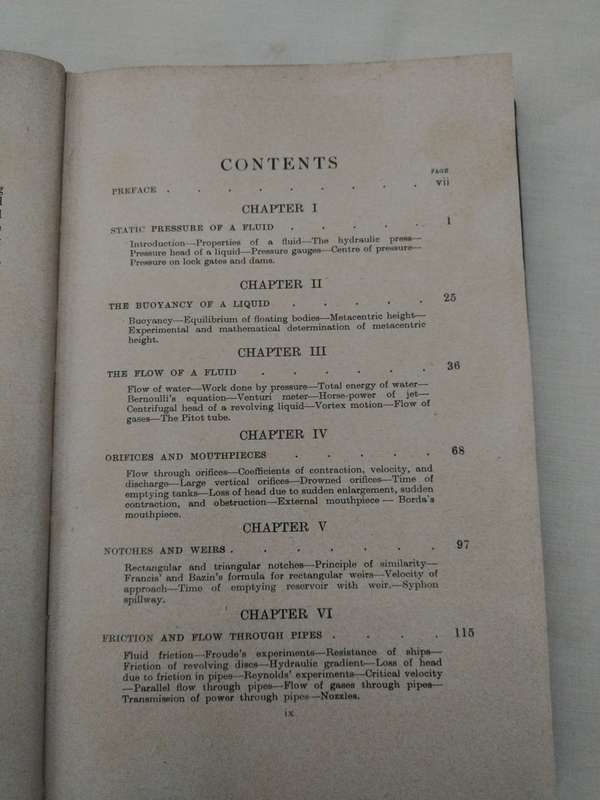 CONTENTS
PAGE
PREFACE . . . . . . . . . vii
CHAPTER I
STATIC PRESSURE OF A FLUID . . . . . 1
Introduction—Properties of a fluid—The hydraulic press—
Pressure head of a liquid—Pressure gauges—Centre of pressure—
Pressure on lock gates and dams.
CHAPTER II
THE BUOYANCY OF A LIQUID . . . . . 25
Buoyancy—Equilibrium of floating bodies—Metacentric height—
Experimental and mathematical determination of metacentric
height.
CHAPTER III
THE FLOW OF A FLUID . . . . . . 36
Flow of water—Work done by pressure—Total energy of water—
Bernoulli's equation—Venturi meter—Horse-power of jet—
Centrifugal head of a revolving liquid—Vortex motion—Flow of
gases—The Pitot tube.
CHAPTER IV
ORIFICES AND MOUTHPIECES . . . . . 68
Flow through orifices—Coefficients of contraction, velocity, and
discharge—Large vertical orifices—Drowned orifices—Time of
emptying tanks—Loss of head due to sudden enlargement, sudden
contraction, and obstruction—External mouthpiece — Borda's
mouthpiece.
CHAPTER V
NOTCHES AND WEIRS . . . . . . . 97
Rectangular and triangular notches—Principle of similarity—
Francis' and Bazin's formula for rectangular weirs—Velocity of
approach—Time of emptying reservoir with weir.—Syphon
spillway.
CHAPTER VI
FRICTION AND FLOW THROUGH PIPES . . . . 115
Fluid friction—Froude's experiments—Resistance of ships—
Friction of revolving discs—Hydraulic gradient—Loss of head
due to friction in pipes—Reynolds' experiments—Critical velocity
—Parallel flow through pipes—Flow of gases through pipes—
Transmission of power through pipes—Nozzles.
ix